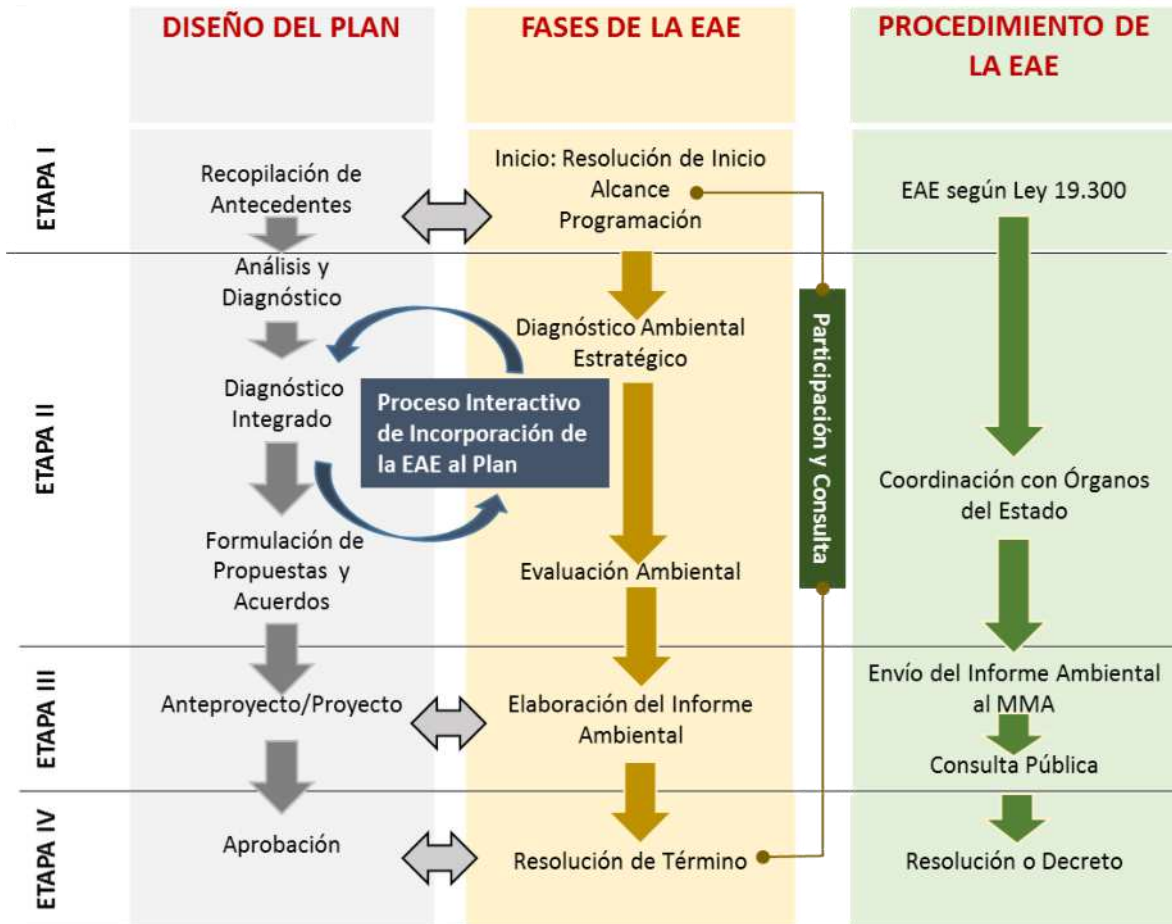 DISEÑO DEL PLAN
FASES DE LA EAE
PROCEDIMIENTO DE
LA EAE
ETAPA I
Recopilación de
Antecedentes
Inicio: Resolución de Inicio
Alcance
Programación
EAE según Ley 19.300
ETAPA II
Análisis y
Diagnóstico
Diagnóstico
Integrado
Formulación de
Propuestas y
Acuerdos
Proceso Interactivo
de Incorporación de
la EAE al Plan
Diagnóstico Ambiental
Estratégico
Evaluación Ambiental
Participación y Consulta
Coordinación con Órganos
del Estado
ETAPA III
Anteproyecto/Proyecto
Elaboración del Informe
Ambiental
Envío del Informe Ambiental
al MMA
Consulta Pública
ETAPA IV
Aprobación
Resolución de Término
Resolución o Decreto